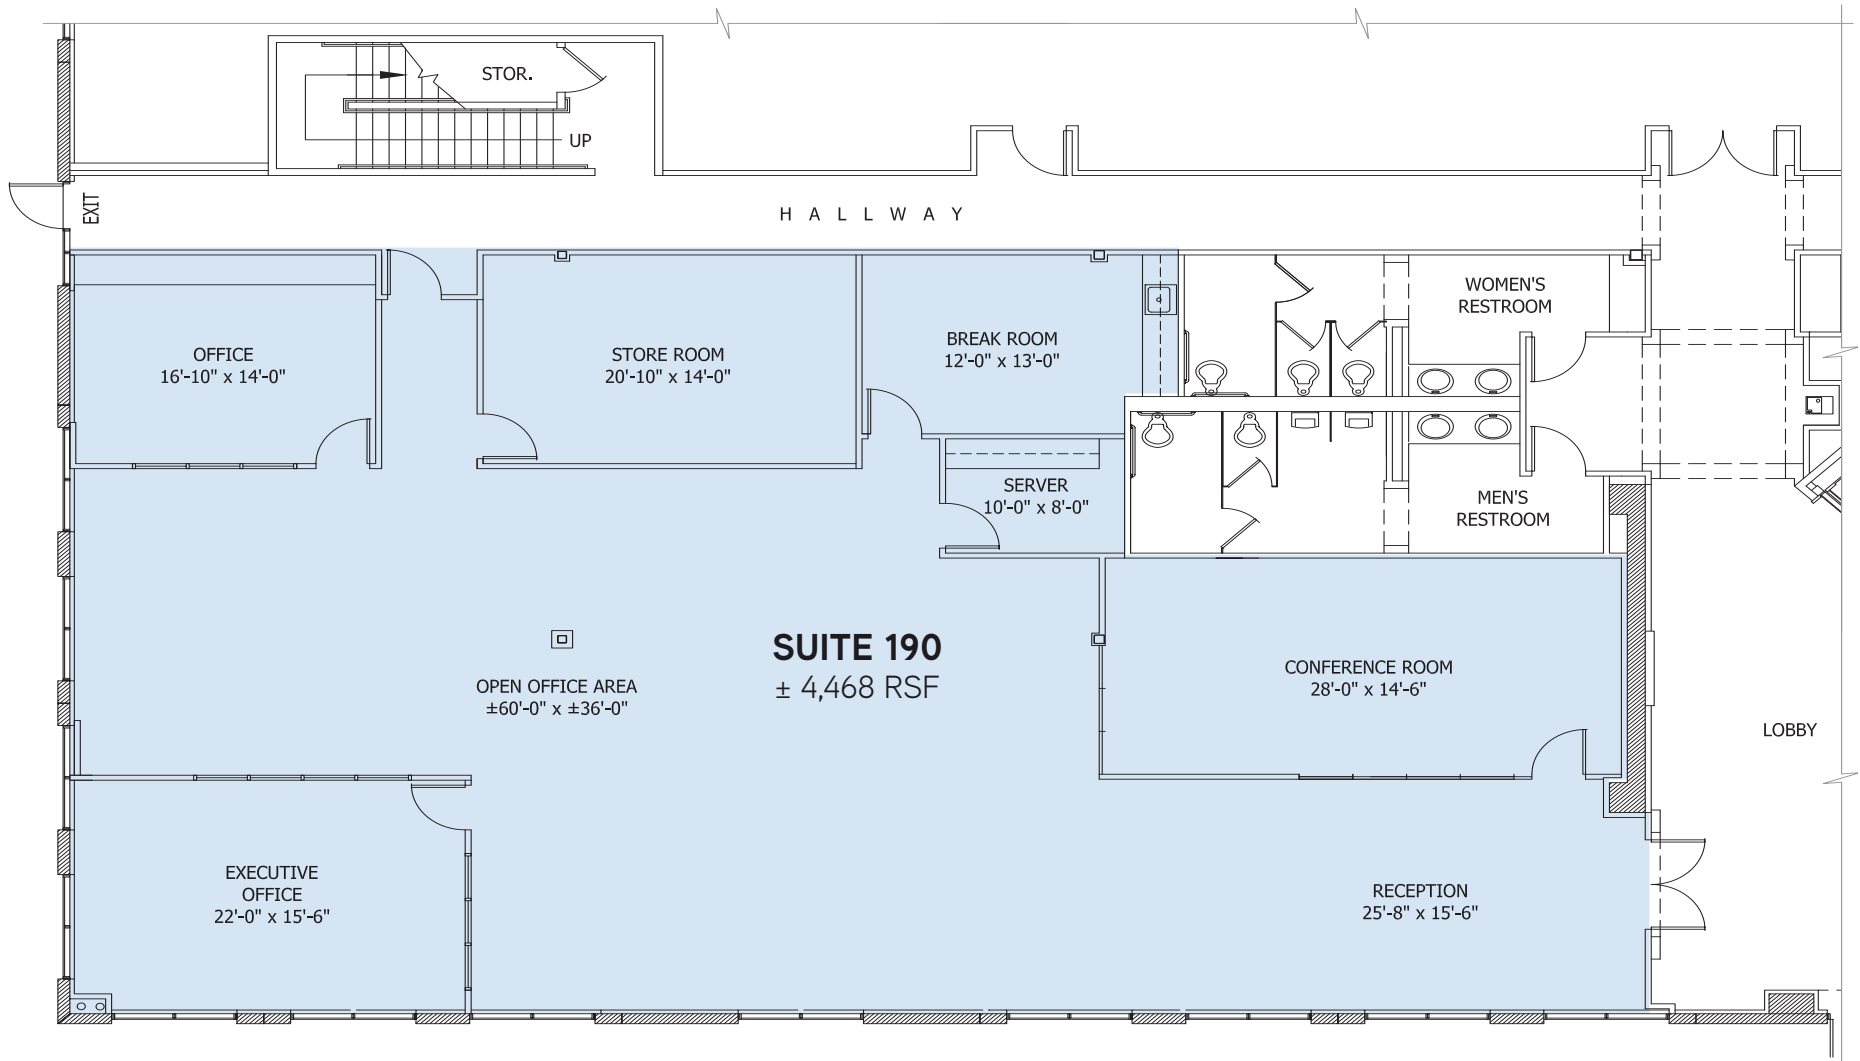 STOR.
UP
EXIT
H A L L W A Y
OFFICE
16'-10" x 14'-0"
STORE ROOM
20'-10" x 14'-0"
BREAK ROOM
12'-0" x 13'-0"
WOMEN'S
RESTROOM
SERVER
10'-0" x 8'-0"
MEN'S
RESTROOM
SUITE 190
± 4,468 RSF
OPEN OFFICE AREA
±60'-0" x ±36'-0"
CONFERENCE ROOM
28'-0" x 14'-6"
LOBBY
EXECUTIVE
OFFICE
22'-0" x 15'-6"
RECEPTION
25'-8" x 15'-6"